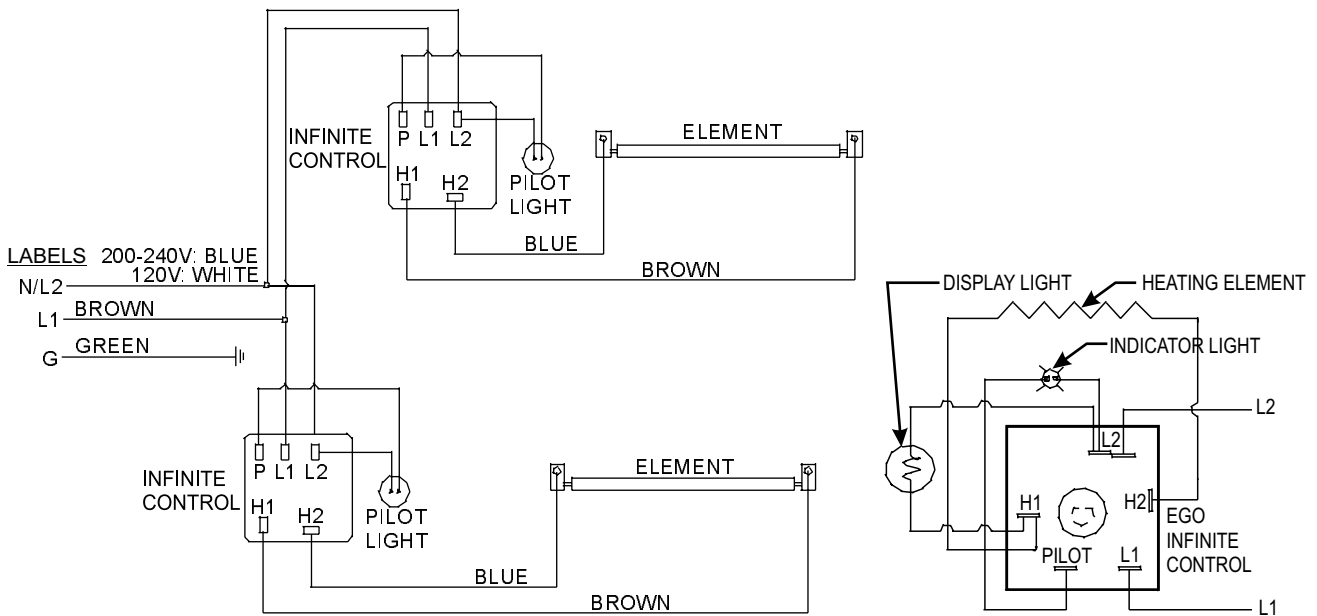 INFINITE
CONTROL
P L1 L2
H1
H2
PILOT
LIGHT
ELEMENT
BLUE
BROWN
LABELS 200-240V: BLUE
120V: WHITE
N/L2
L1 BROWN
G GREEN
INFINITE
CONTROL
P L1 L2
H1
H2
PILOT
LIGHT
ELEMENT
BLUE
BROWN
DISPLAY LIGHT
HEATING ELEMENT
INDICATOR LIGHT
L2
L2
H1
H2
EGO
INFINITE
CONTROL
PILOT
L1
L1